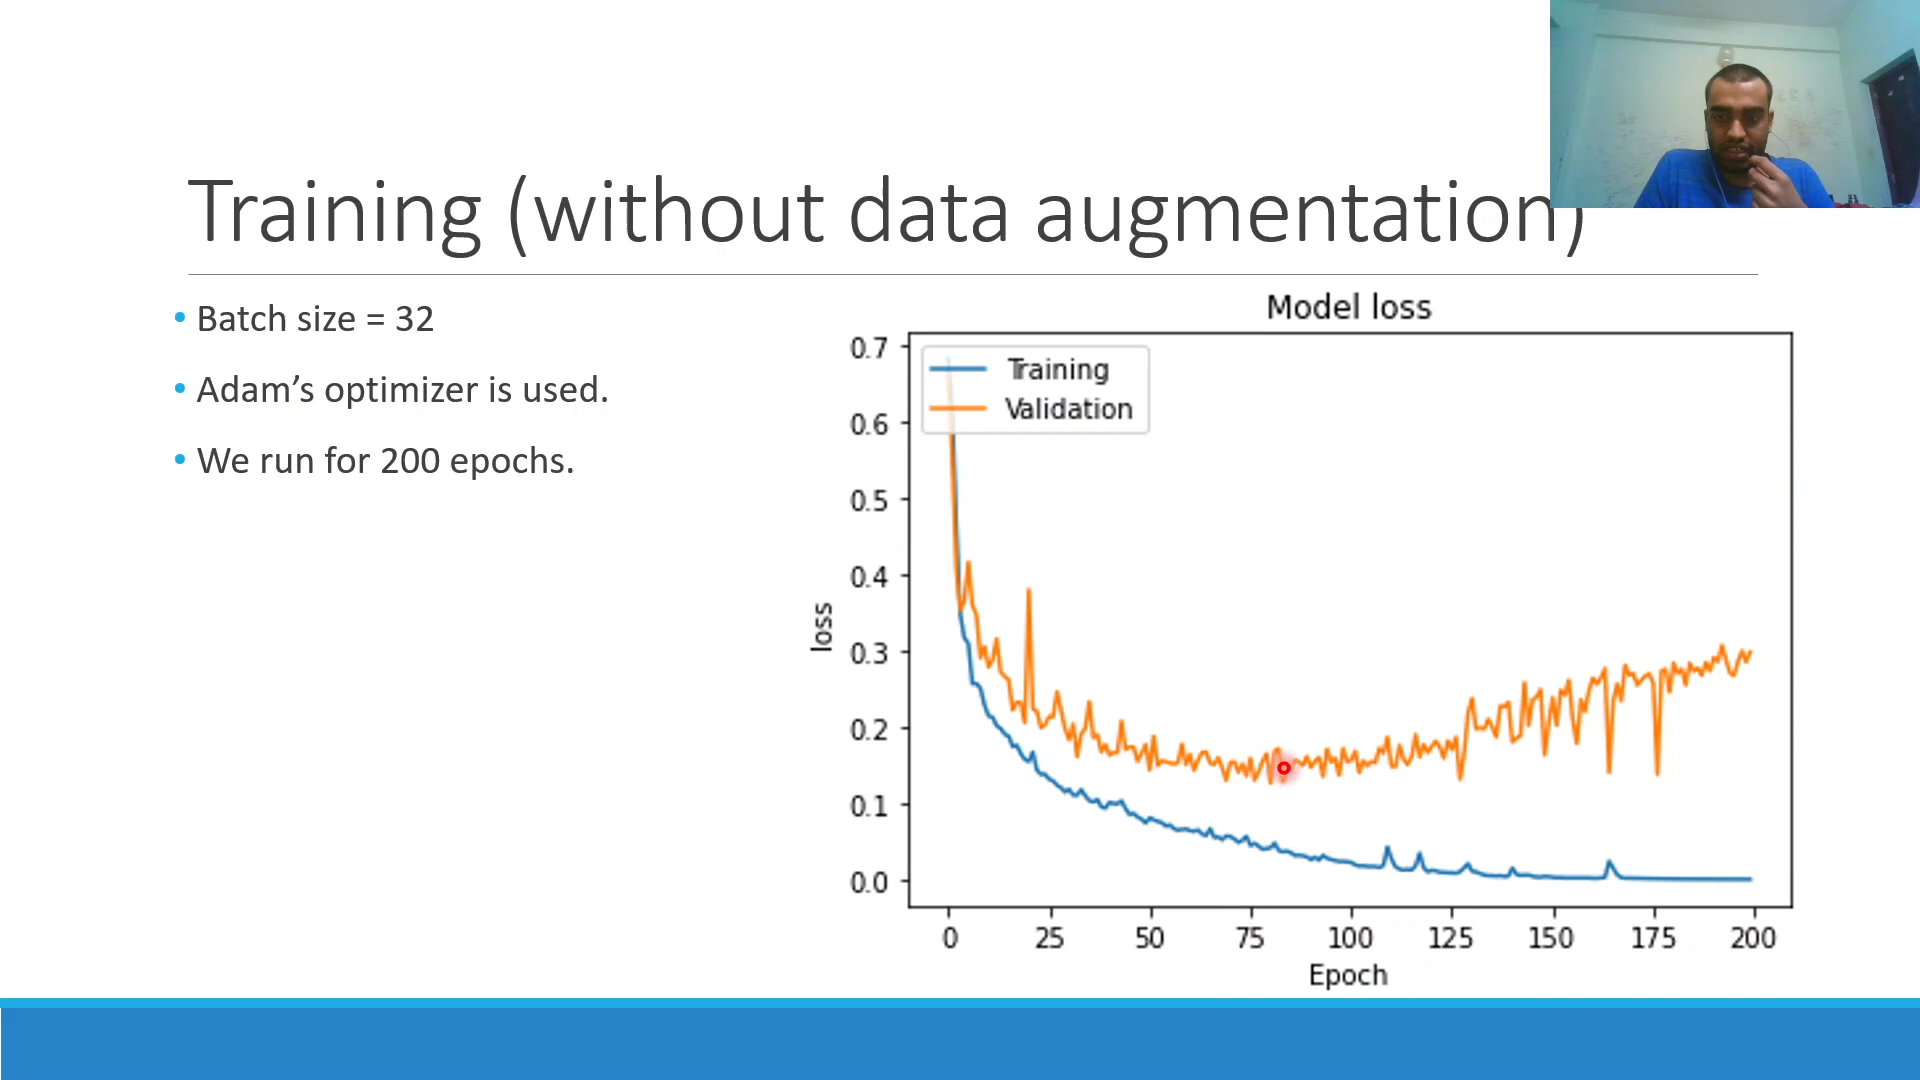 Training (without data augmentation)
• Batch size = 32
• Adam’s optimizer is used.
• We run for 200 epochs.
Model loss
Training
Validation
0.7
0.6
0.5
0.4
0.3
0.2
0.1
0.0
loss
0 25 50 75 100 125 150 175 200
Epoch